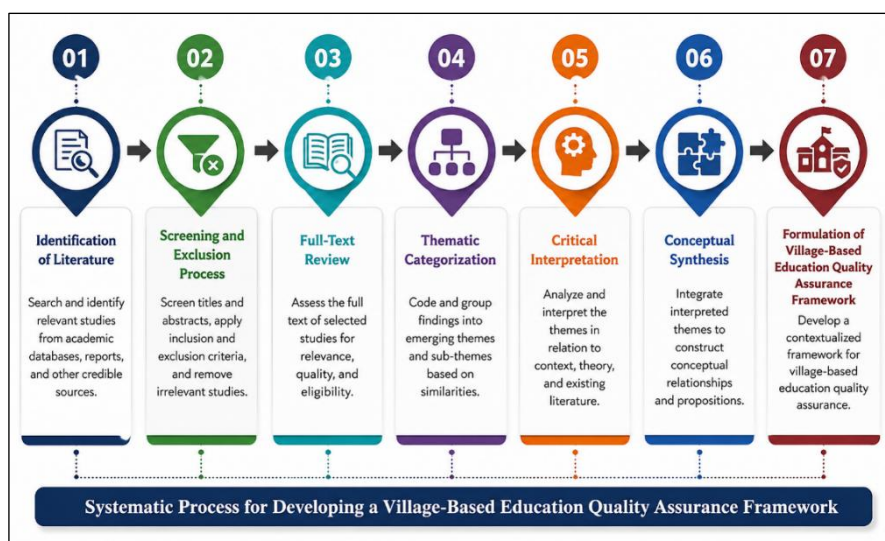 01
02
03
04
05
06
07
Identification
of Literature
Search and identify
relevant studies
from academic
databases, reports,
and other credible
sources.
Screening and
Exclusion
Process
Screen titles and
abstracts, apply
inclusion and
exclusion criteria,
and remove
irrelevant studies.
Full-Text
Review
Assess the full
text of selected
studies for
relevance,
quality, and
eligibility.
Thematic
Categorization
Code and group
findings into
emerging themes
and sub-themes
based on
similarities.
Critical
Interpretation
Analyze and
interpret the
themes in
relation to
context, theory,
and existing
literature.
Conceptual
Synthesis
Integrate
interpreted
themes to
construct
conceptual
relationships
and propositions.
Formulation of
Village-Based
Education Quality
Assurance
Framework
Develop a
contextualized
framework for
village-based
education quality
assurance.
Systematic Process for Developing a Village-Based Education Quality Assurance Framework